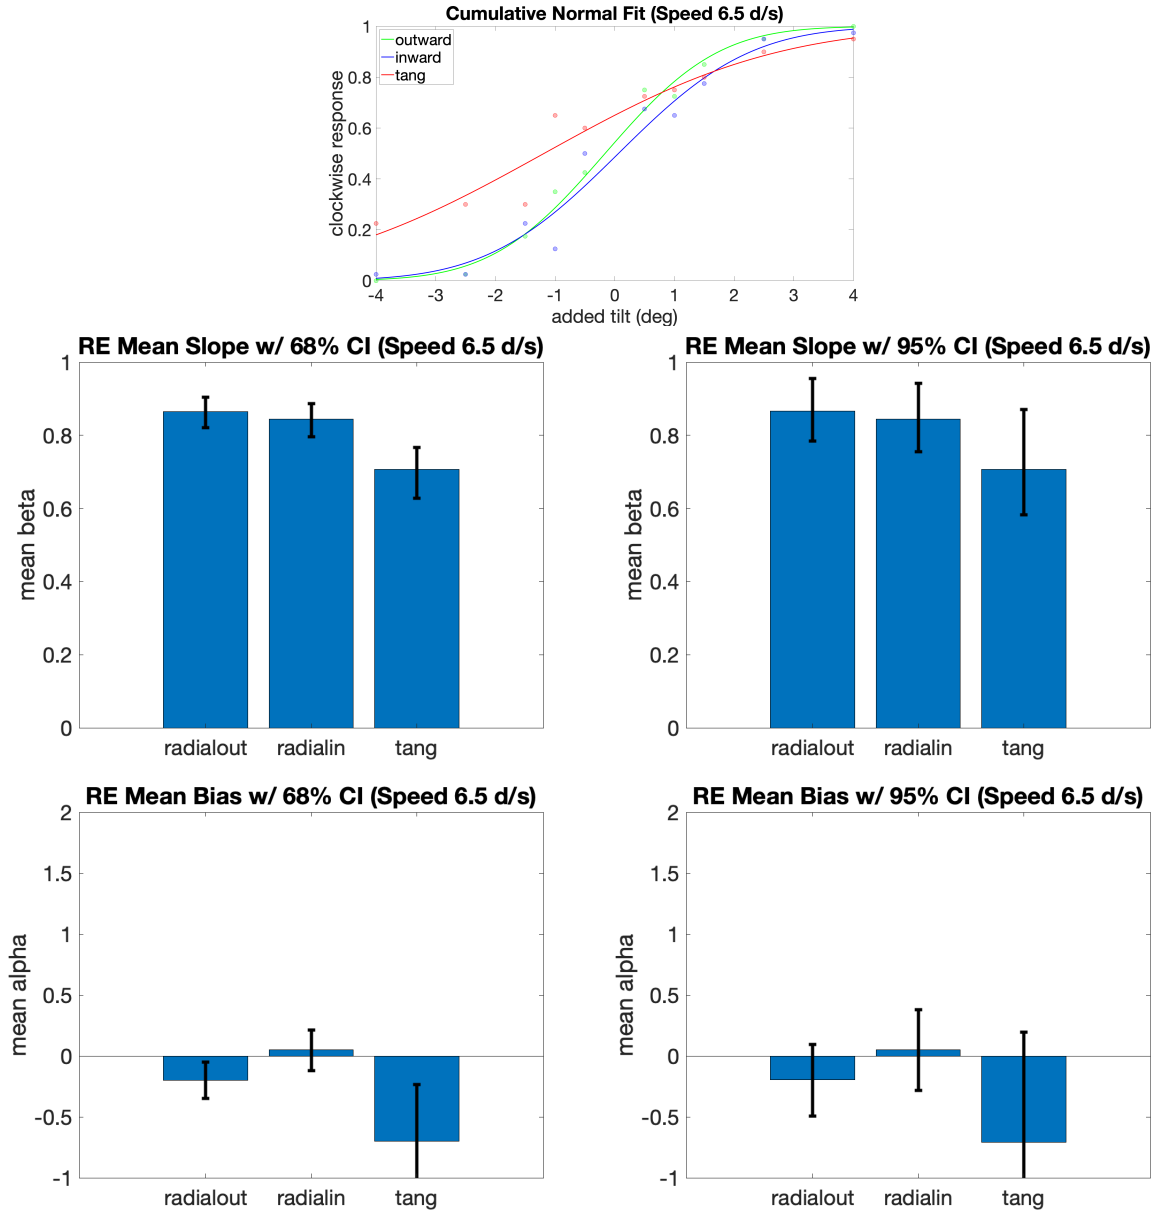 Cumulative Normal Fit (Speed 6.5 d/s)
outward
inward
tang
clockwise response
1
0.8
0.6
0.4
0.2
0
-4 -3 -2 -1 0 1 2 3 4
added tilt (deg)
RE Mean Slope w/ 68% CI (Speed 6.5 d/s)
mean beta
1
0.8
0.6
0.4
0.2
0
radialout radialin tang
RE Mean Slope w/ 95% CI (Speed 6.5 d/s)
mean beta
1
0.8
0.6
0.4
0.2
0
radialout radialin tang
RE Mean Bias w/ 68% CI (Speed 6.5 d/s)
mean alpha
2
1.5
1
0.5
0
-0.5
-1
radialout radialin tang
RE Mean Bias w/ 95% CI (Speed 6.5 d/s)
mean alpha
2
1.5
1
0.5
0
-0.5
-1
radialout radialin tang